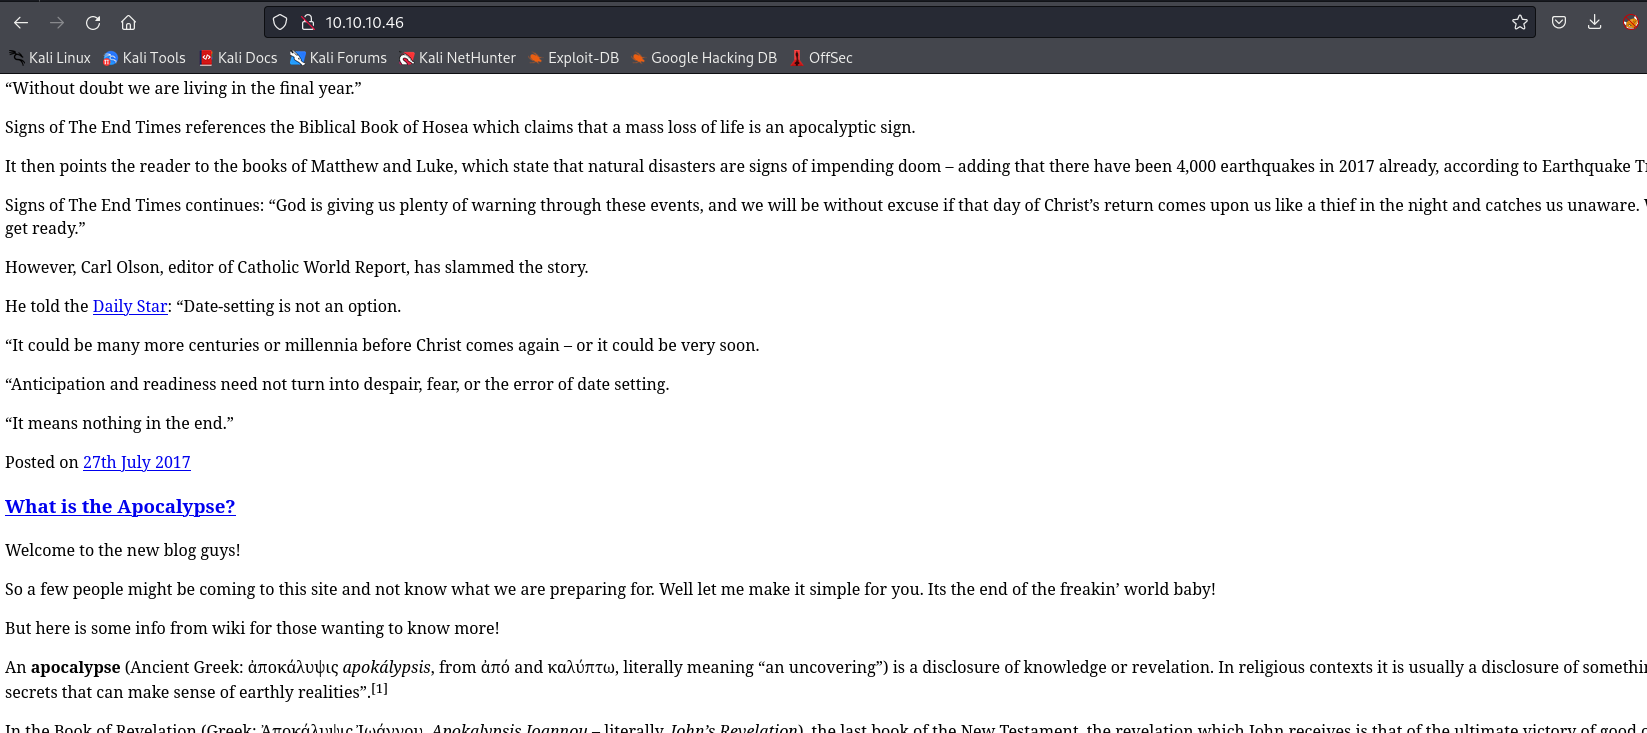 10.10.10.46
Kali Linux Kali Tools Kali Docs Kali Forums Kali NetHunter Exploit-DB Google Hacking DB OffSec
“Without doubt we are living in the final year.”
Signs of The End Times references the Biblical Book of Hosea which claims that a mass loss of life is an apocalyptic sign.
It then points the reader to the books of Matthew and Luke, which state that natural disasters are signs of impending doom – adding that there have been 4,000 earthquakes in 2017 already, according to Earthquake
Signs of The End Times continues: “God is giving us plenty of warning through these events, and we will be without excuse if that day of Christ’s return comes upon us like a thief in the night and catches us unaware.
get ready.”
However, Carl Olson, editor of Catholic World Report, has slammed the story.
He told the Daily Star: “Date-setting is not an option.
“It could be many more centuries or millennia before Christ comes again – or it could be very soon.
“Anticipation and readiness need not turn into despair, fear, or the error of date setting.
“It means nothing in the end.”
Posted on 27th July 2017
What is the Apocalypse?
Welcome to the new blog guys!
So a few people might be coming to this site and not know what we are preparing for. Well let me make it simple for you. Its the end of the freakin’ world baby!
But here is some info from wiki for those wanting to know more!
An apocalypse (Ancient Greek: ἀποκάλυψις apokálypsis, from ἀπό and καλύπτω, literally meaning “an uncovering”) is a disclosure of knowledge or revelation. In religious contexts it is usually a disclosure of
secrets that can make sense of earthly realities”.[1]
In the Book of Revelation (Greek: Ἀποκάλυψις Ἰωάννου, Apokalypsis Ioannou – literally, John’s Revelation), the last book of the New Testament, the revelation which John receives is that of the ultimate victory of good